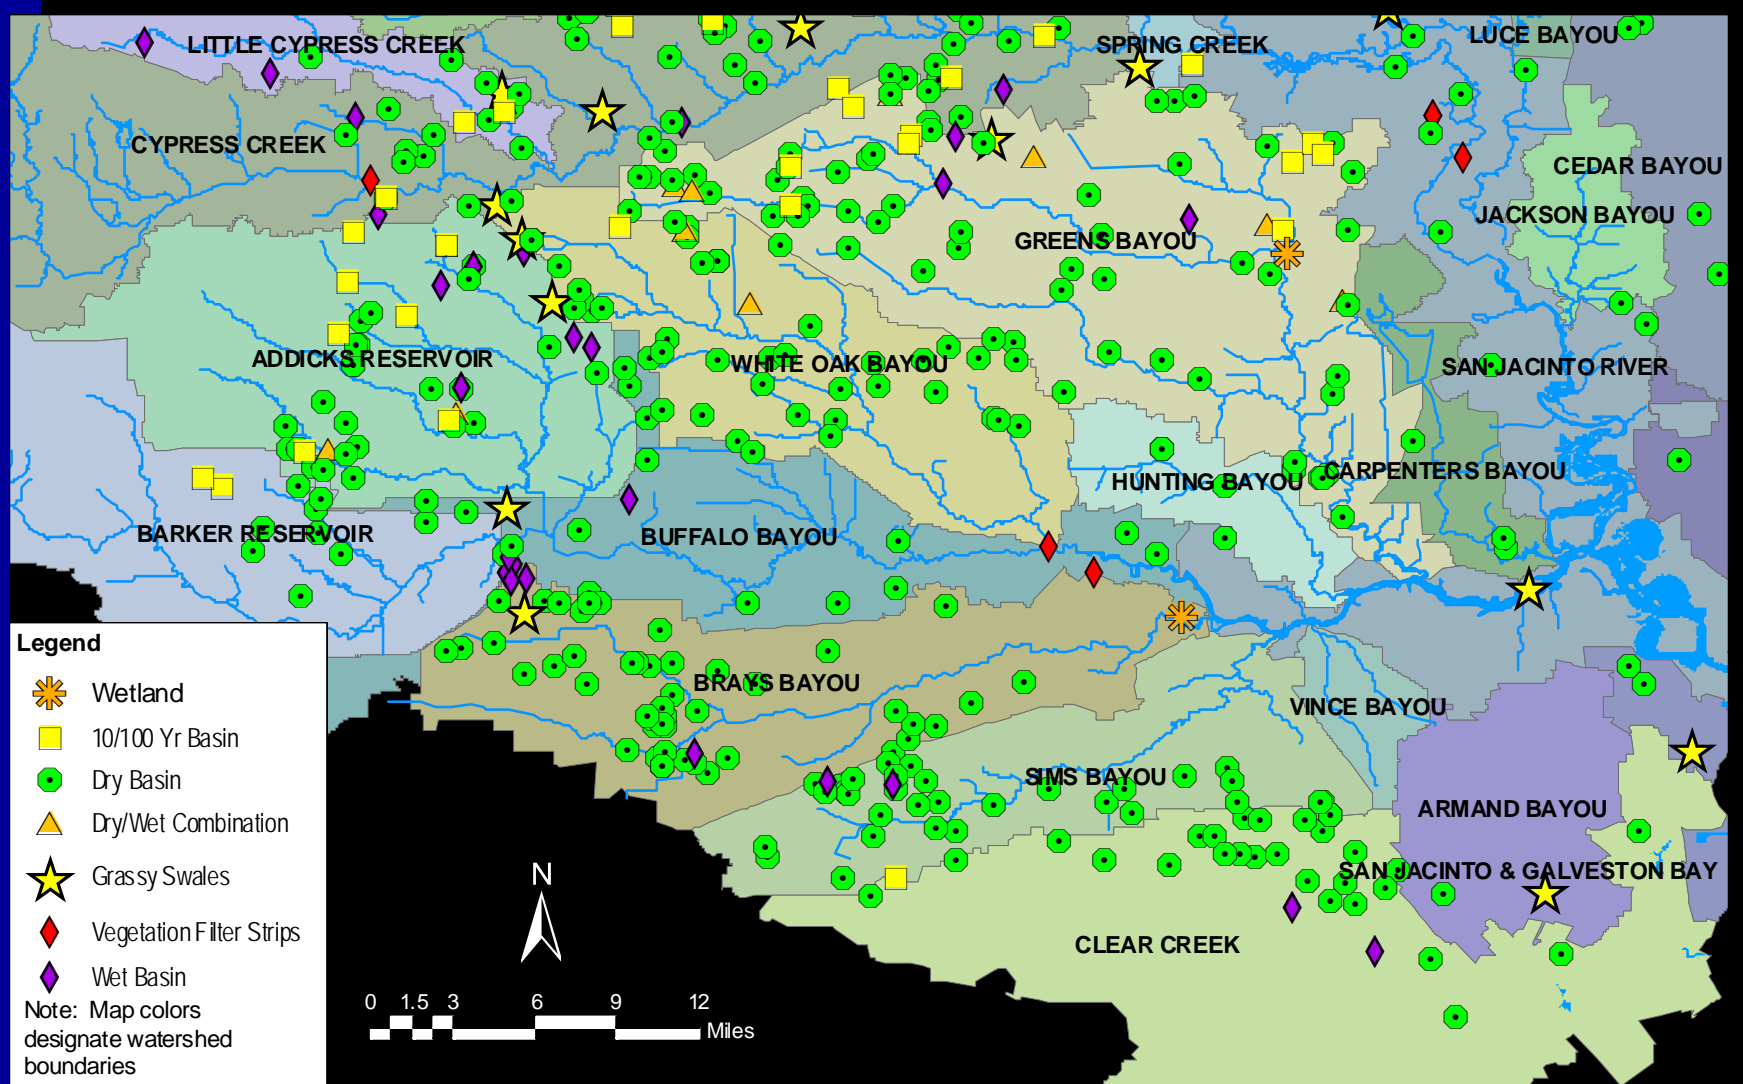 LITTLE CYPRESS CREEK
SPRING CREEK
LUCE BAYOU
CYPRESS CREEK
CEDAR BAYOU
JACKSON BAYOU
GREENS BAYOU
ADDICKS RESERVOIR
WHITE OAK BAYOU
SAN JACINTO RIVER
HUNTING BAYOU
CARPENTERS BAYOU
BARKER RESERVOIR
BUFFALO BAYOU
BRAYS BAYOU
VINCE BAYOU
SIMS BAYOU
ARMAND BAYOU
SAN JACINTO & GALVESTON BAY
CLEAR CREEK
Legend
Wetland
10/100 Yr Basin
Dry Basin
Dry/Wet Combination
Grassy Swales
Vegetation Filter Strips
Wet Basin
Note: Map colors
designate watershed
boundaries
N
0 1.5 3 6 9 12
Miles